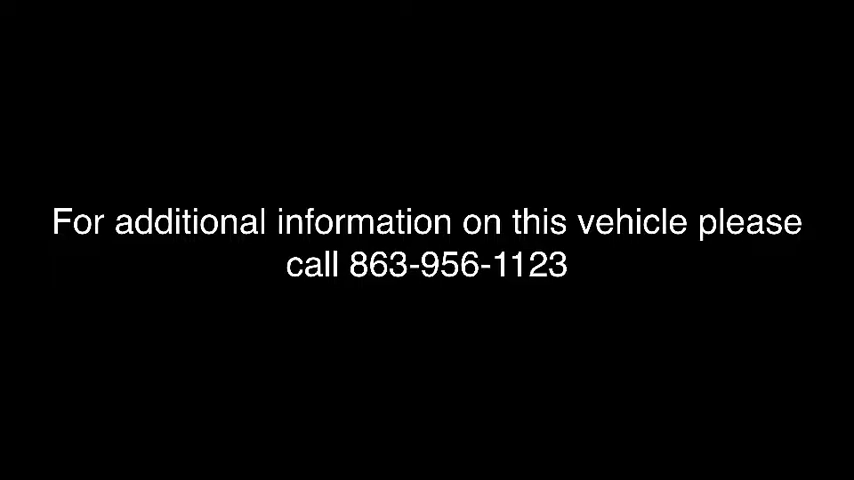 For additional information on this vehicle please
call 863-956-1123